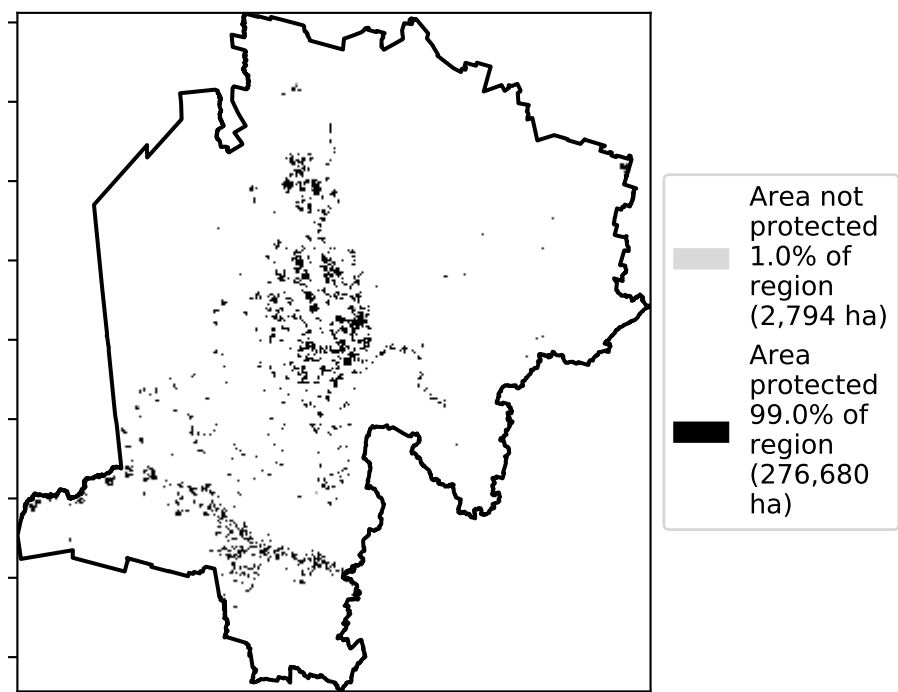 Area not
protected
1.0% of
region
(2,794 ha)
Area
protected
99.0% of
region
(276,680
ha)